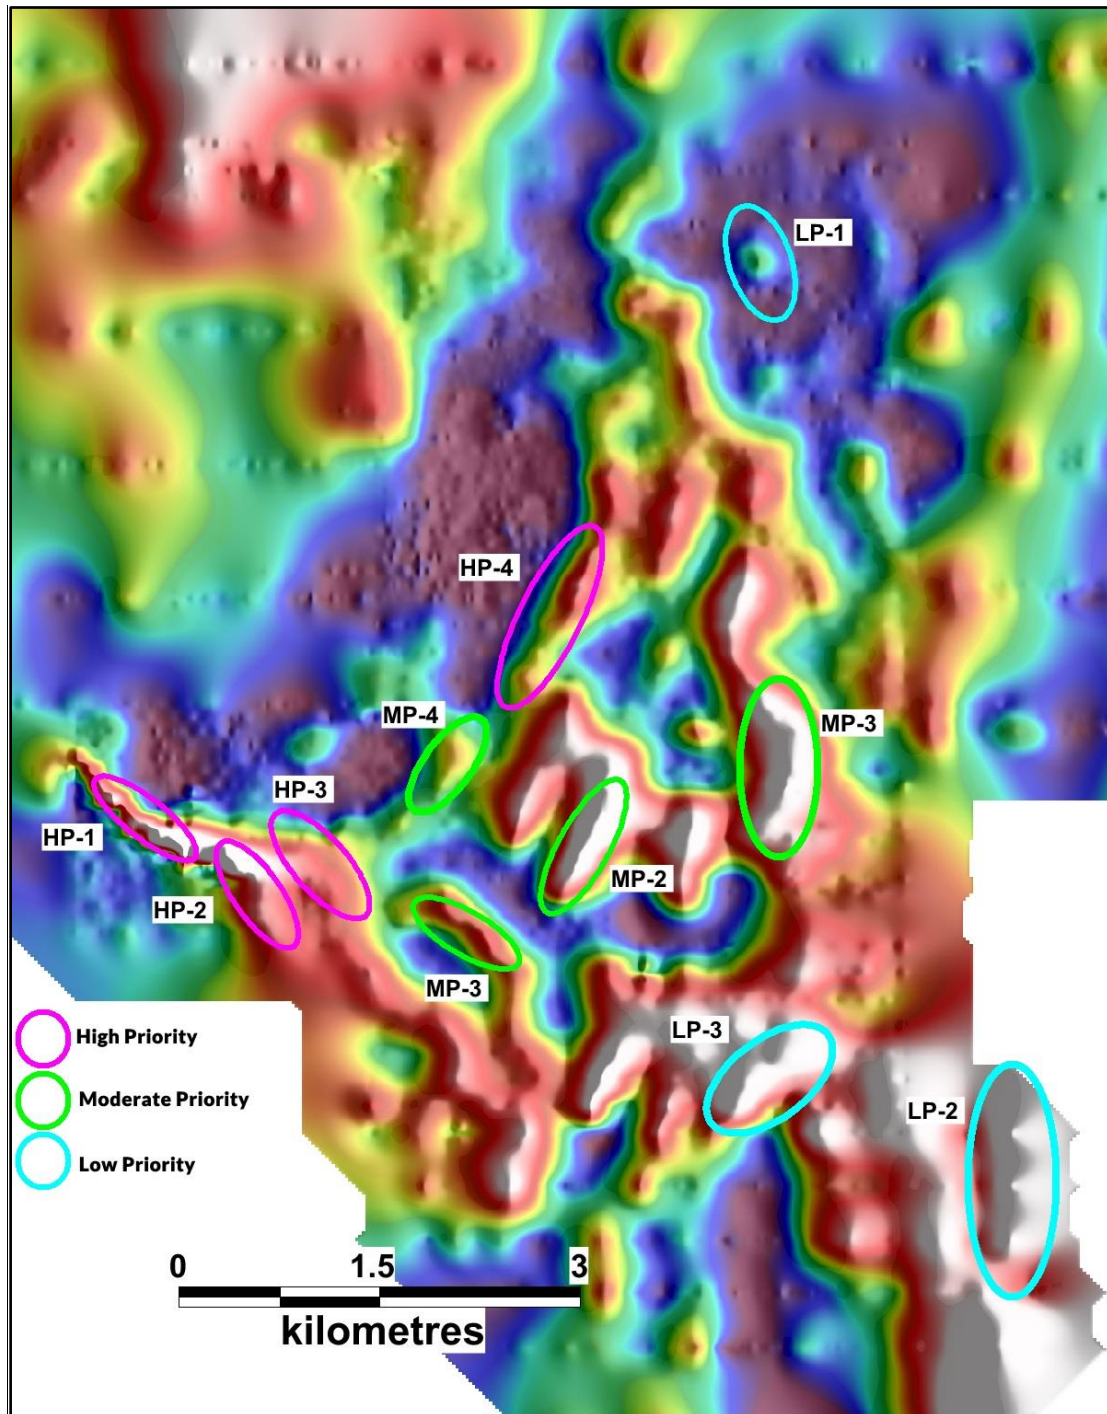 LP-1
HP-4
MP-4
MP-3
HP-3
HP-1
MP-2
HP-2
MP-3
LP-3
High Priority
Moderate Priority
LP-2
Low Priority
0 1.5 3
kilometres